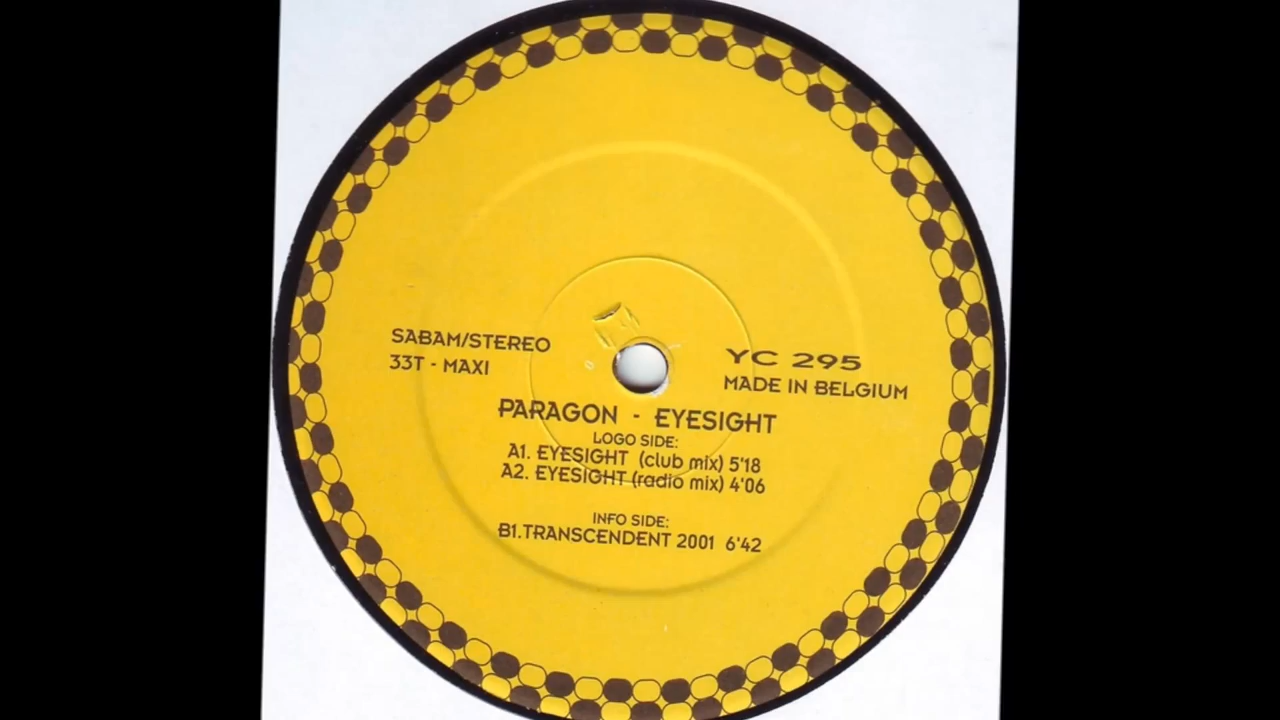 SABAM/STEREO
33T - MAXI
YC 295
MADE IN BELGIUM
PARAGON - EYESIGHT
LOGO SIDE:
A1. EYESIGHT (club mix) 5'18
A2. EYESIGHT (radio mix) 4'06
INFO SIDE:
B1.TRANSCENDENT 2001 6'42